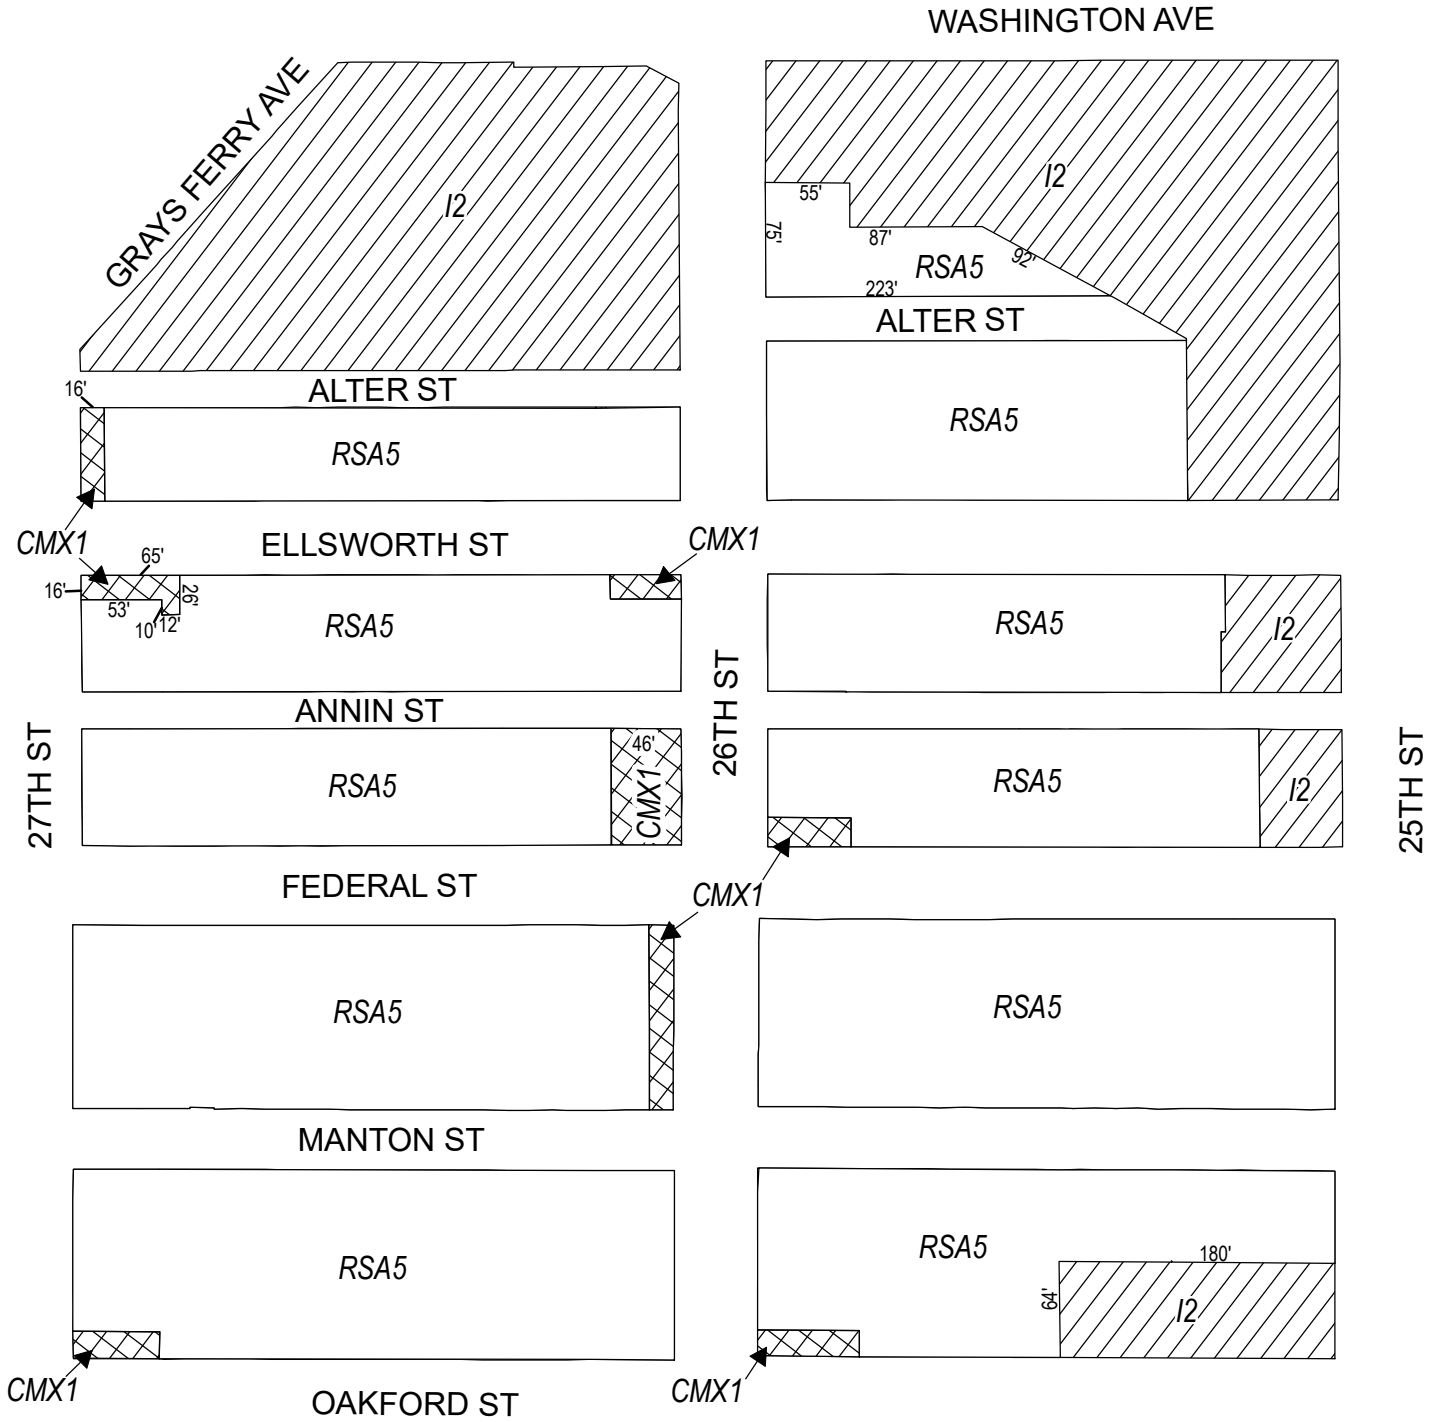 WASHINGTON AVE
GRAYS FERRY AVE
I2
I2
55'
75'
87'
92'
RSA5
223'
ALTER ST
16'
ALTER ST
RSA5
RSA5
CMX1
ELLSWORTH ST
CMX1
65'
16'
53'
26'
10'
12'
RSA5
RSA5
I2
ANNIN ST
26TH ST
27TH ST
25TH ST
RSA5
46'
CMX1
RSA5
I2
FEDERAL ST
CMX1
RSA5
RSA5
MANTON ST
RSA5
RSA5
180'
64'
I2
CMX1
CMX1
OAKFORD ST